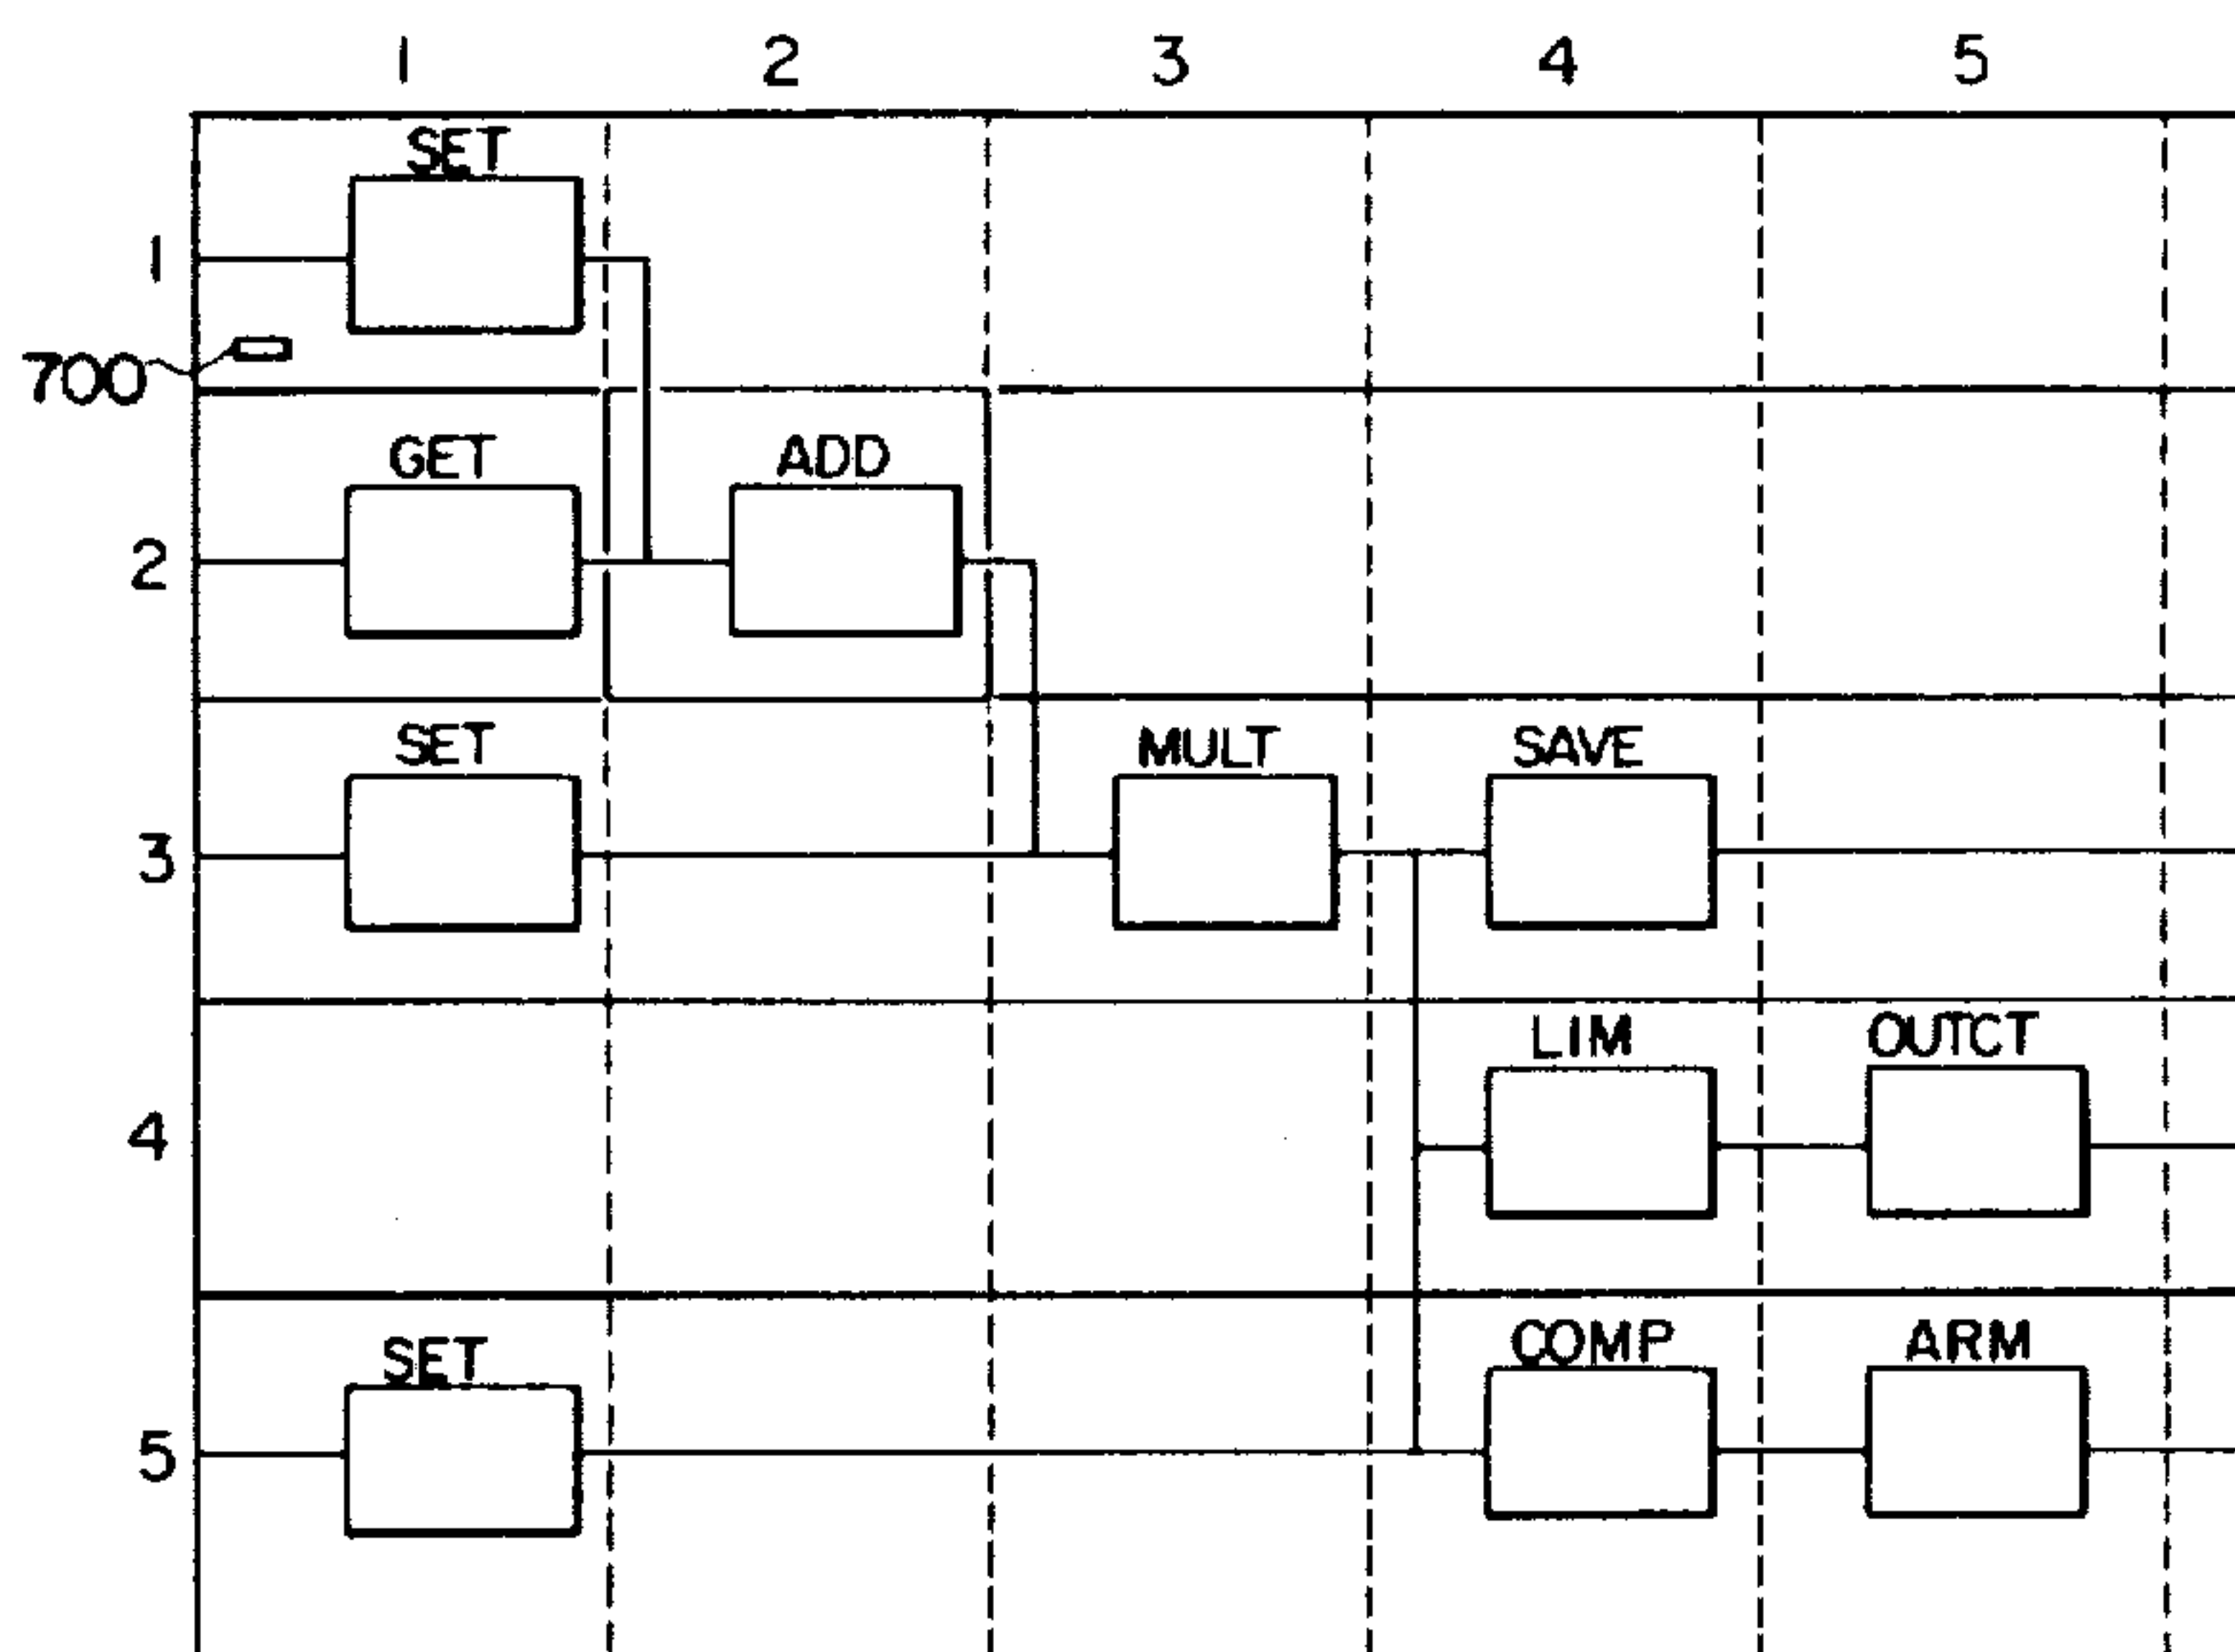 1 2 3 4 5
SET
1
700
GET ADD
2
SET MULT SAVE
3
LIM OUTCT
4
SET COMP ARM
5